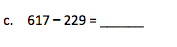 c. 617 – 229 = ______